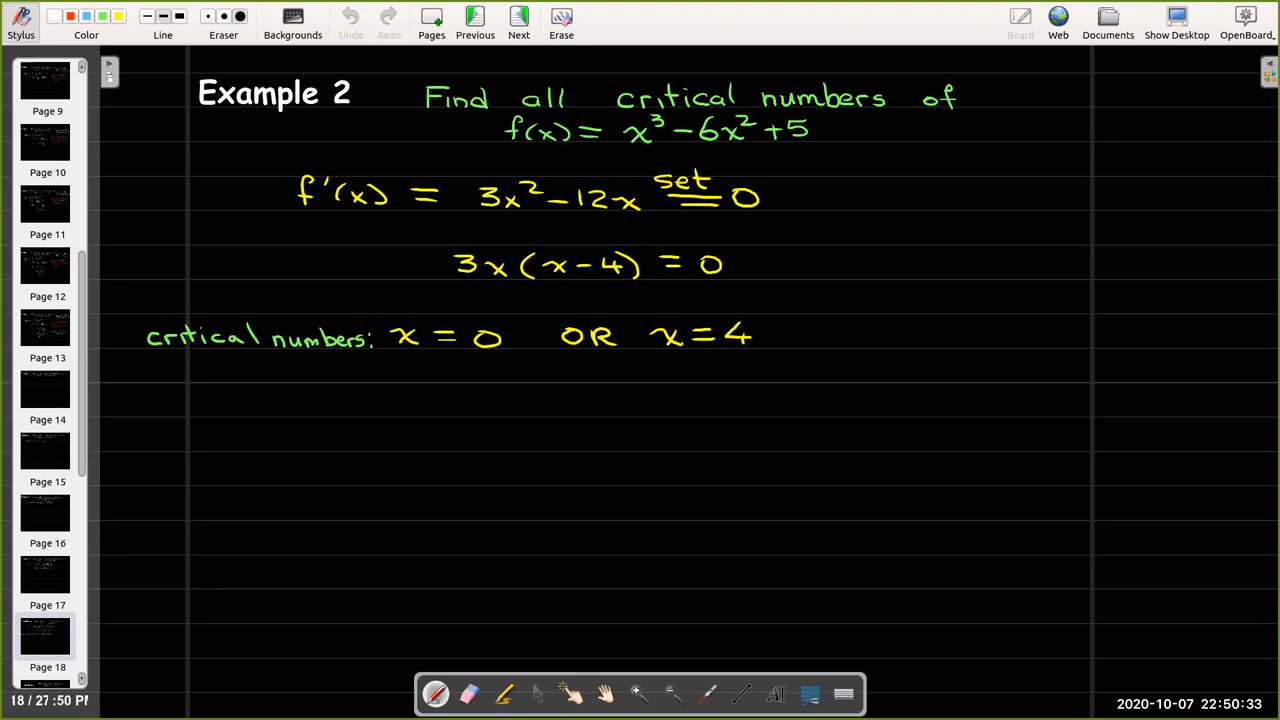 Stylus Color Line Eraser Backgrounds Undo Redo Pages Previous Next Erase Board Web Documents Show Desktop OpenBoard
Page 9
Page 10
Page 11
Page 12
Page 13
Page 14
Page 15
Page 16
Page 17
Page 18
Example 2 Find all critical numbers of
f(x) = x³ - 6x² + 5
f'(x) = 3x² - 12x set = 0
3x(x - 4) = 0
critical numbers: x = 0 OR x = 4
18 / 27:50 PM
2020-10-07 22:50:33